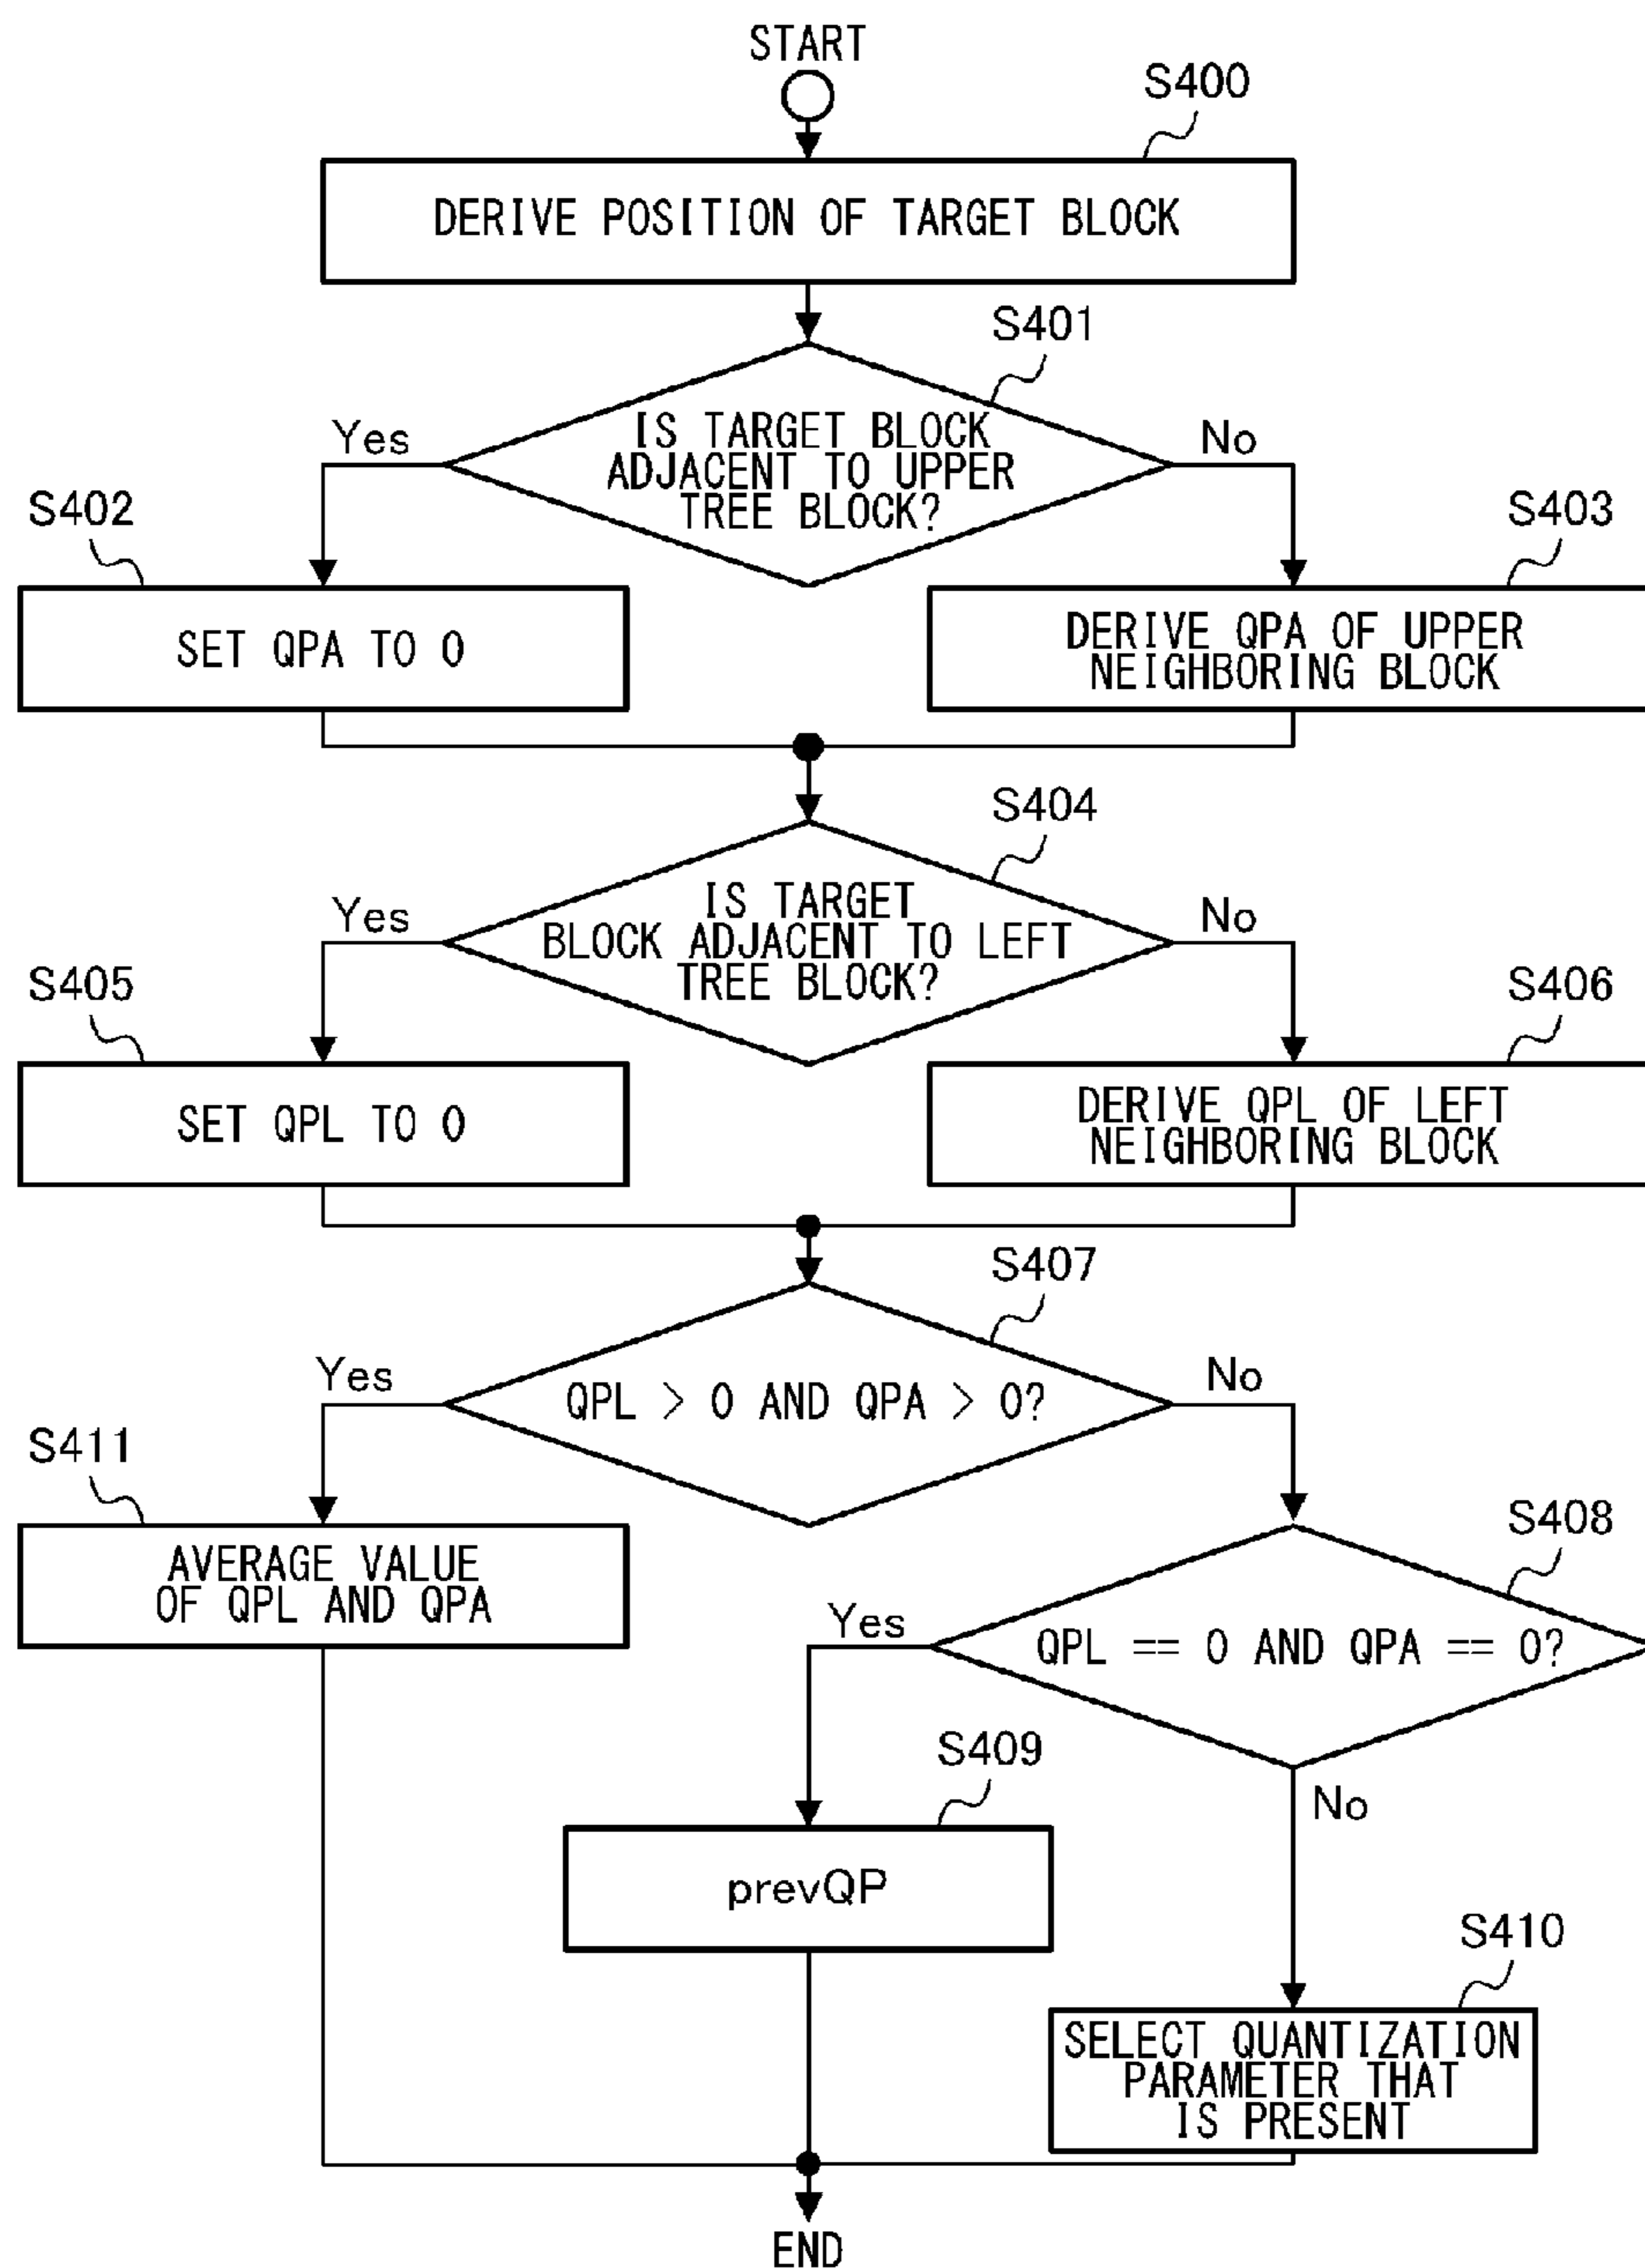 START
S400
DERIVE POSITION OF TARGET BLOCK
S401
IS TARGET BLOCK
ADJACENT TO UPPER
TREE BLOCK?
Yes
No
S402
S403
SET QPA TO 0
DERIVE QPA OF UPPER
NEIGHBORING BLOCK
S404
IS TARGET
BLOCK ADJACENT TO LEFT
TREE BLOCK?
Yes
No
S405
S406
SET QPL TO 0
DERIVE QPL OF LEFT
NEIGHBORING BLOCK
S407
QPL > 0 AND QPA > 0?
Yes
No
S411
AVERAGE VALUE
OF QPL AND QPA
S408
QPL == 0 AND QPA == 0?
Yes
No
S409
prevQP
S410
SELECT QUANTIZATION
PARAMETER THAT
IS PRESENT
END